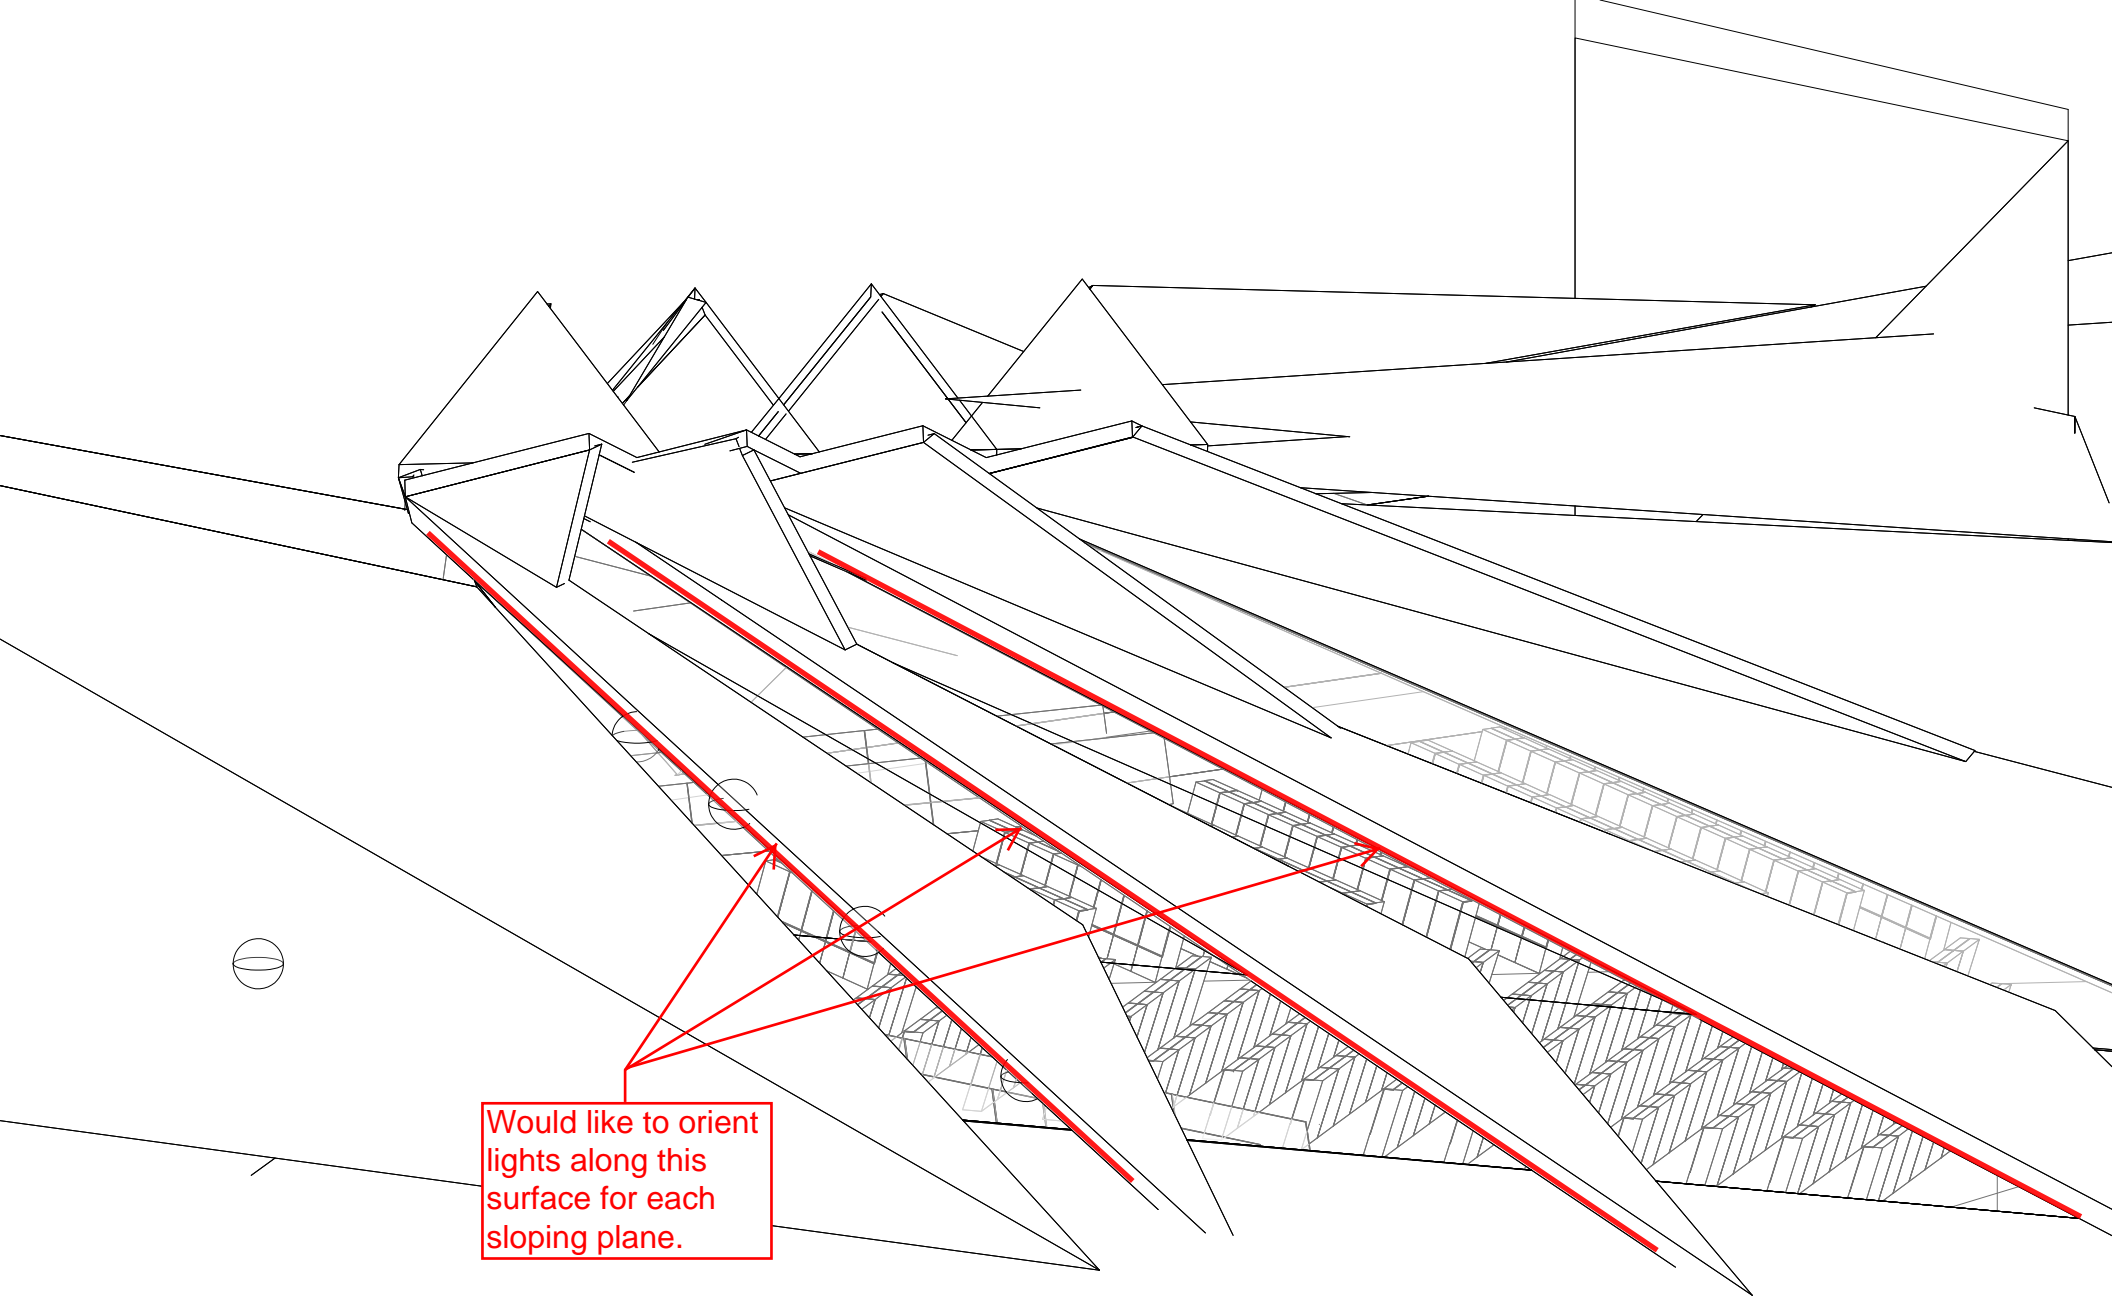 Would like to orient
lights along this
surface for each
sloping plane.